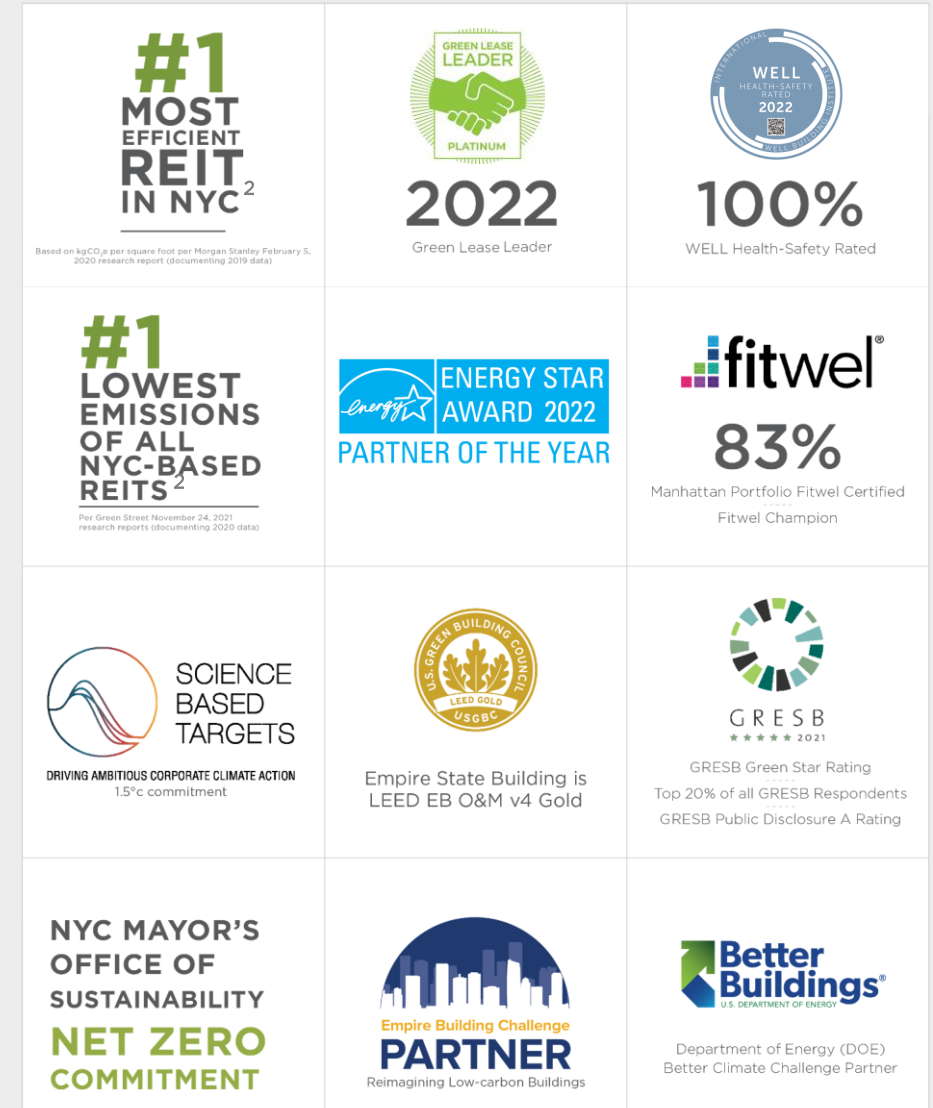 #1
MOST
EFFICIENT
REIT
IN NYC2
Based on kgCO2e per square foot per Morgan Stanley February 5,
2020 research report (documenting 2019 data)
GREEN LEASE
LEADER
PLATINUM
2022
Green Lease Leader
INTERNATIONAL
WELL
HEALTH-SAFETY
RATED
2022
WELL BUILDING INSTITUTE
100%
WELL Health-Safety Rated
#1
LOWEST
EMISSIONS
OF ALL
NYC-BASED
REITS2
Per Green Street November 24, 2021
research reports (documenting 2020 data)
energy
ENERGY STAR
AWARD 2022
PARTNER OF THE YEAR
fitwel®
83%
Manhattan Portfolio Fitwel Certified
Fitwel Champion
SCIENCE
BASED
TARGETS
DRIVING AMBITIOUS CORPORATE CLIMATE ACTION
1.5°c commitment
U.S. GREEN BUILDING COUNCIL
LEED GOLD
USGBC
Empire State Building is
LEED EB O&M v4 Gold
GRESB
★★★★★ 2021
GRESB Green Star Rating
Top 20% of all GRESB Respondents
GRESB Public Disclosure A Rating
NYC MAYOR’S
OFFICE OF
SUSTAINABILITY
NET ZERO
COMMITMENT
Empire Building Challenge
PARTNER
Reimagining Low-carbon Buildings
Better
Buildings®
U.S. DEPARTMENT OF ENERGY
Department of Energy (DOE)
Better Climate Challenge Partner